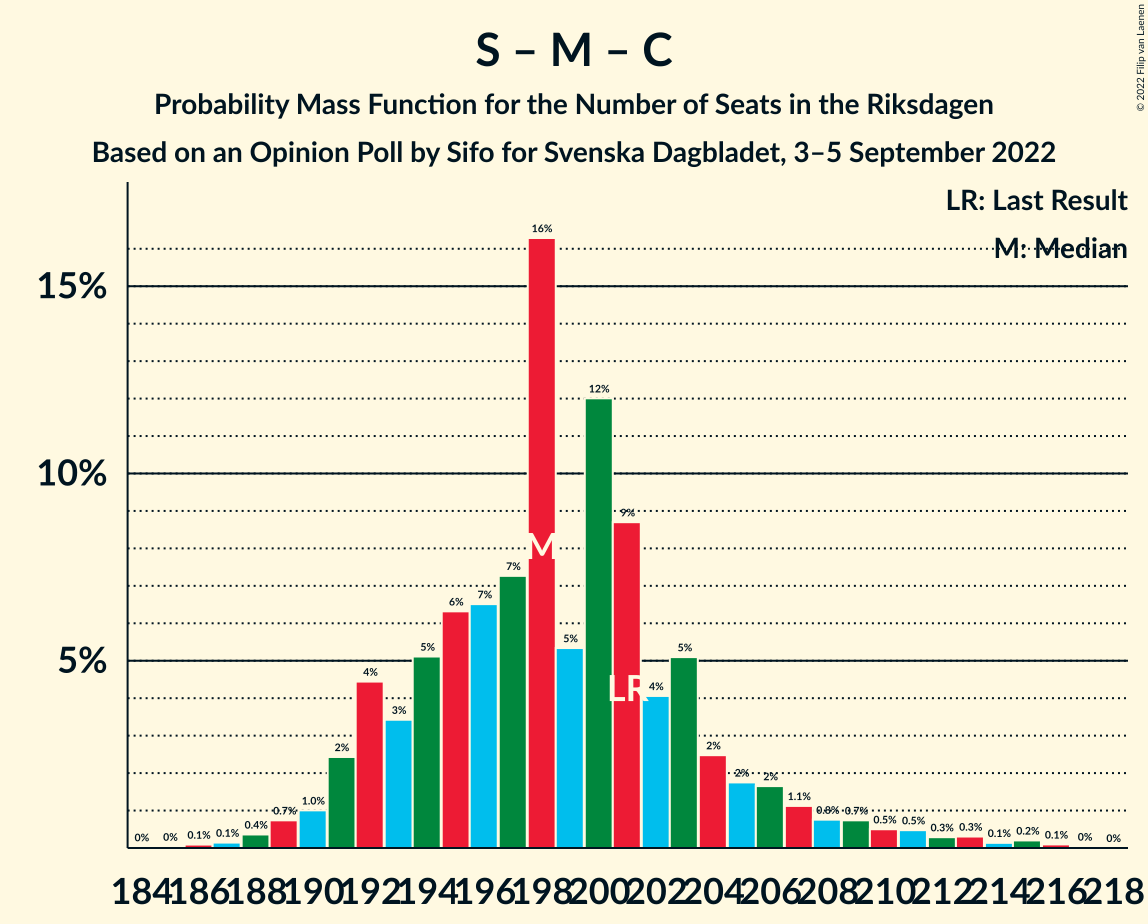 S – M – C
Probability Mass Function for the Number of Seats in the Riksdagen
Based on an Opinion Poll by Sifo for Svenska Dagbladet, 3–5 September 2022
© 2022 Filip van Laenen
LR: Last Result
M: Median
15%
10%
5%
0% 0% 0.1% 0.1% 0.4% 0.7% 1.0% 2% 4% 3% 5% 6% 7% 7% 16% 5% 12% 9% 4% 5% 2% 2% 2% 1.1% 0.8% 0.7% 0.5% 0.5% 0.3% 0.3% 0.1% 0.2% 0.1% 0% 0%
M
LR
184 186 188 190 192 194 196 198 200 202 204 206 208 210 212 214 216 218